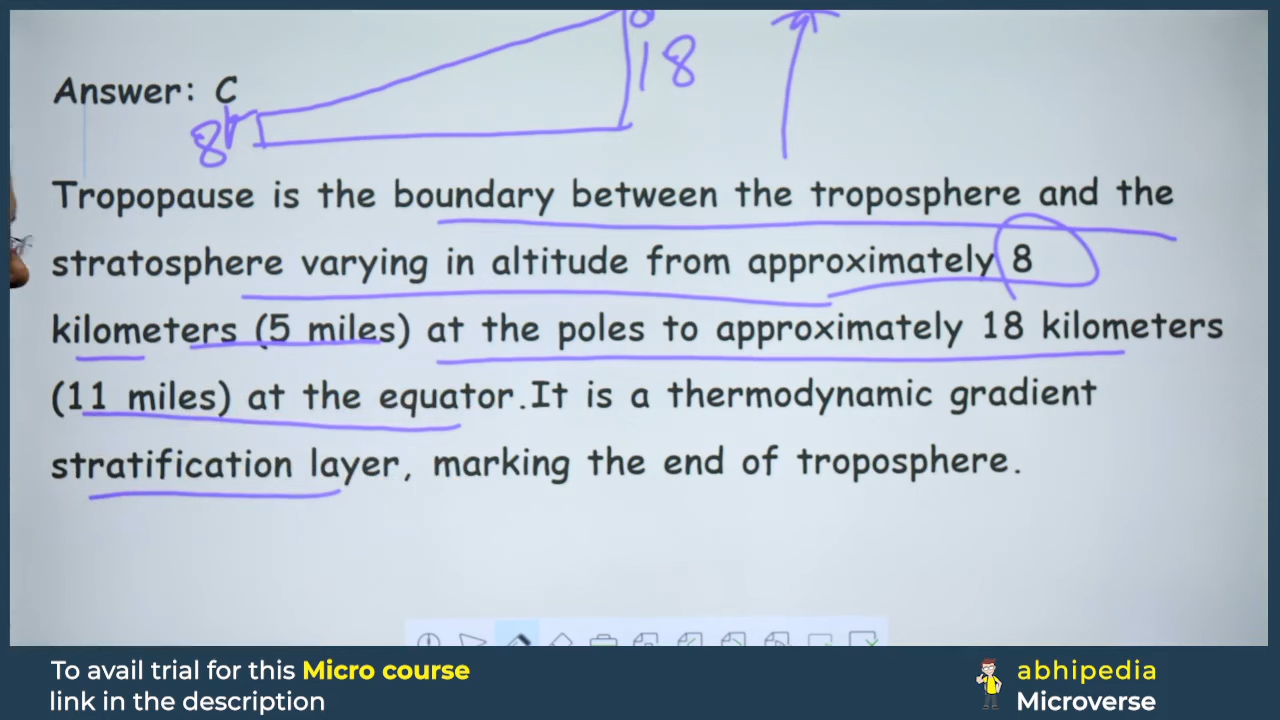 18
Answer: C
8
Tropopause is the boundary between the troposphere and the
stratosphere varying in altitude from approximately 8
kilometers (5 miles) at the poles to approximately 18 kilometers
(11 miles) at the equator.It is a thermodynamic gradient
stratification layer, marking the end of troposphere.
To avail trial for this Micro course
link in the description
abhipedia
Microverse